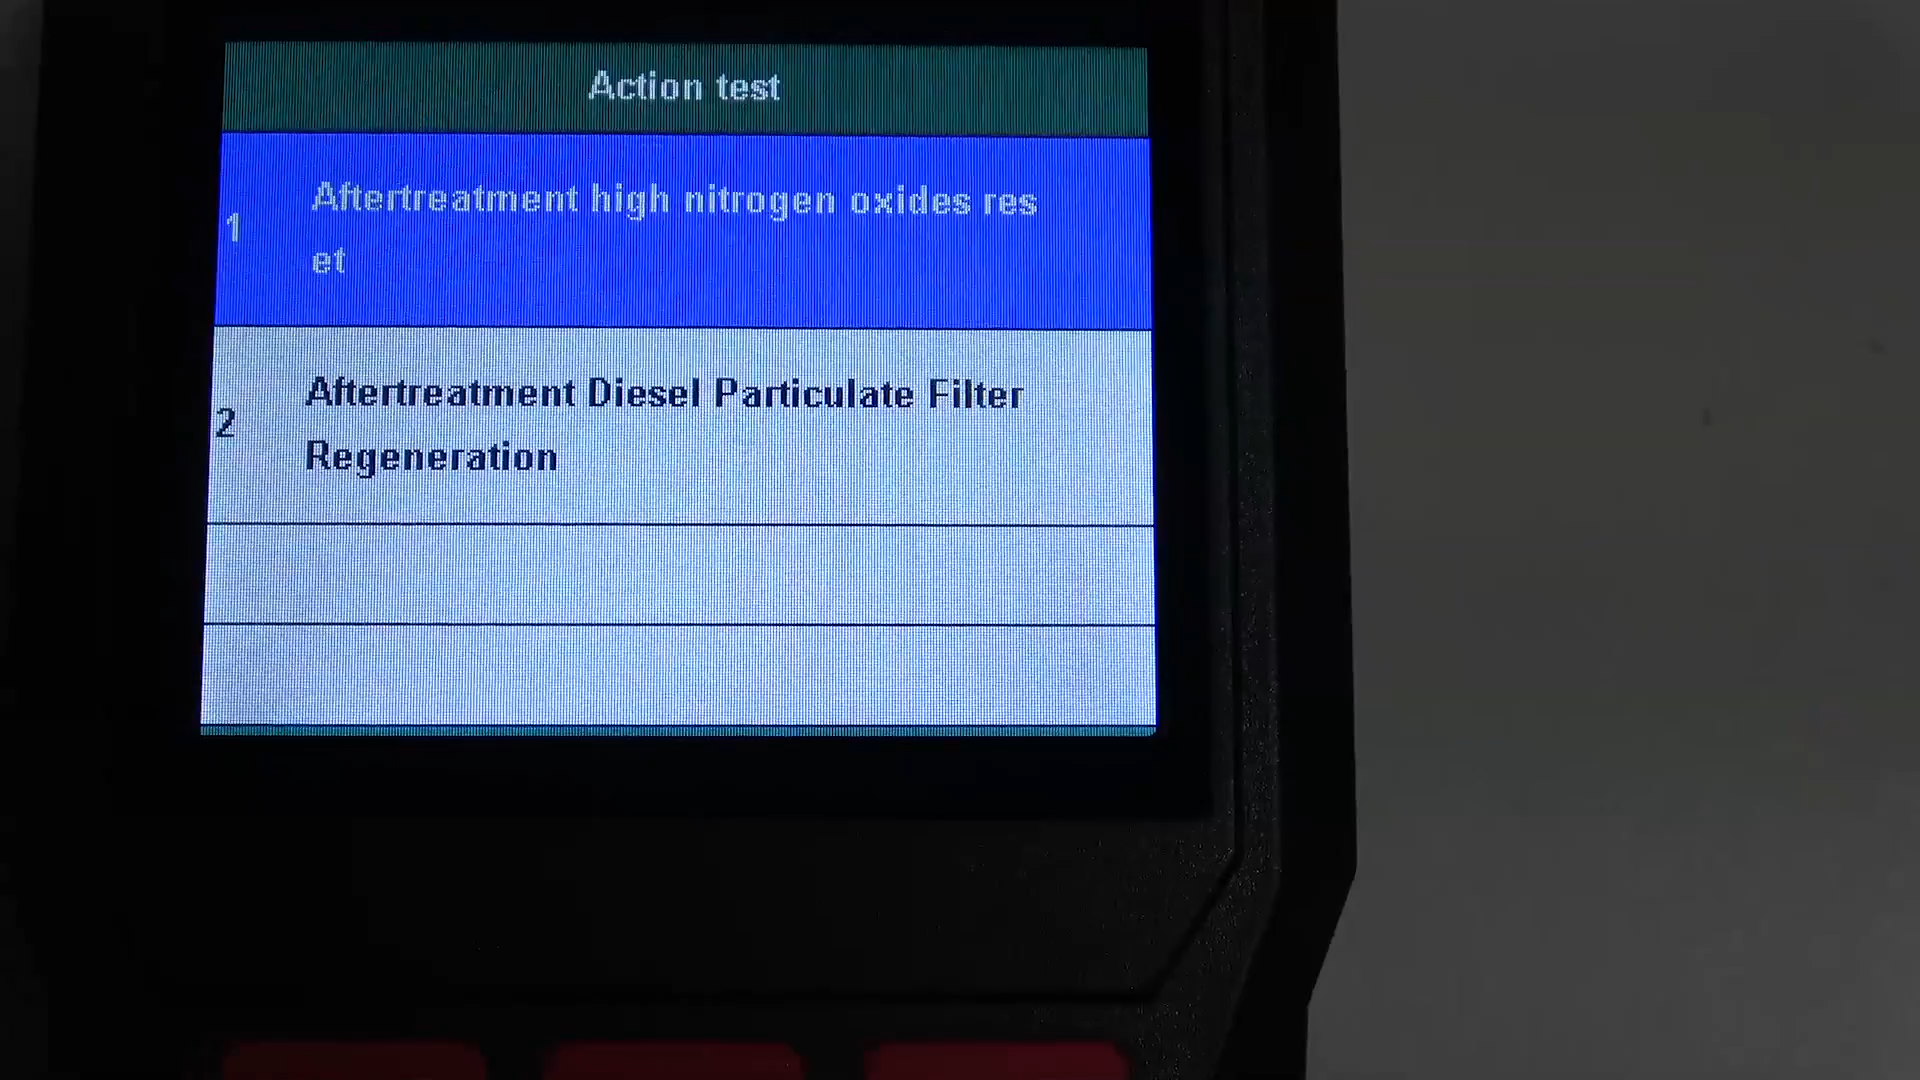 Action test
1 Aftertreatment high nitrogen oxides res
et
2 Aftertreatment Diesel Particulate Filter
Regeneration